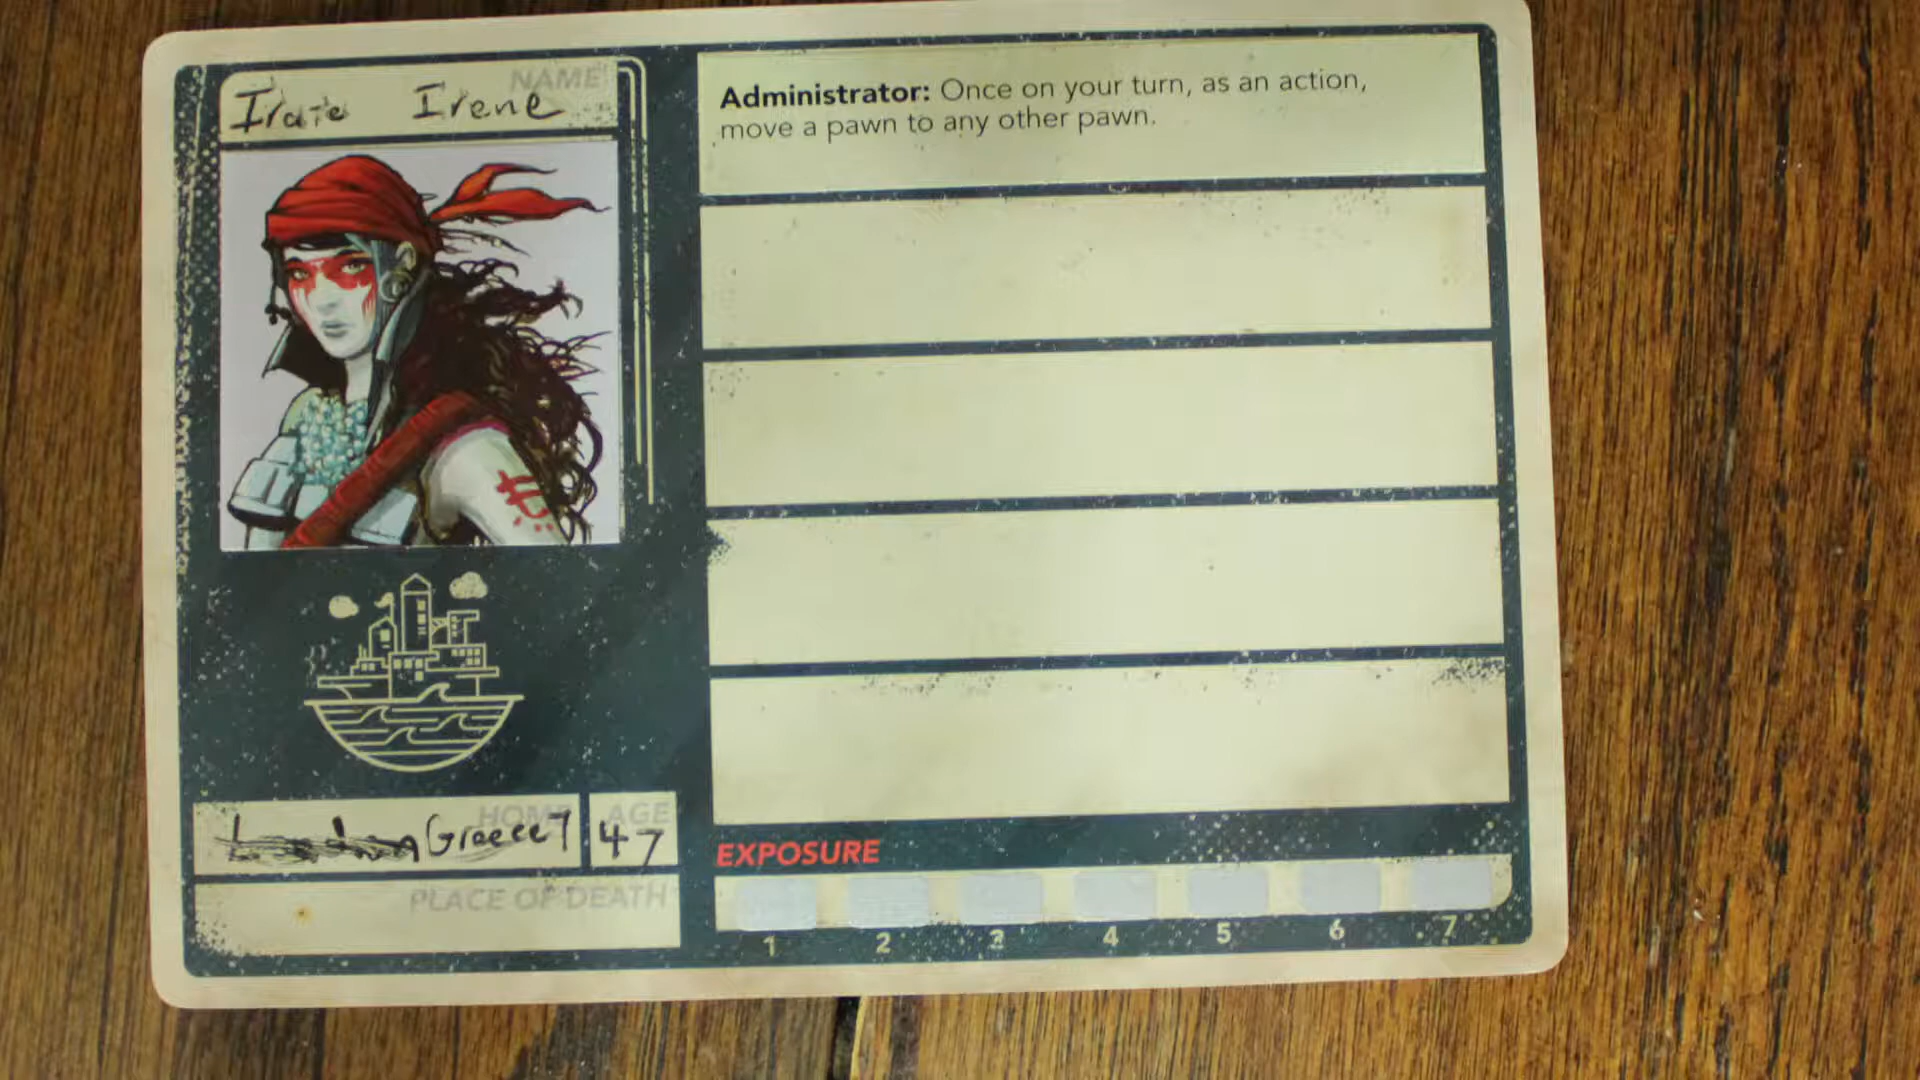 NAME
Irate Irene
Administrator: Once on your turn, as an action,
move a pawn to any other pawn.
HOME
AGE
Greece
47
PLACE OF DEATH
EXPOSURE
1 2 3 4 5 6 7